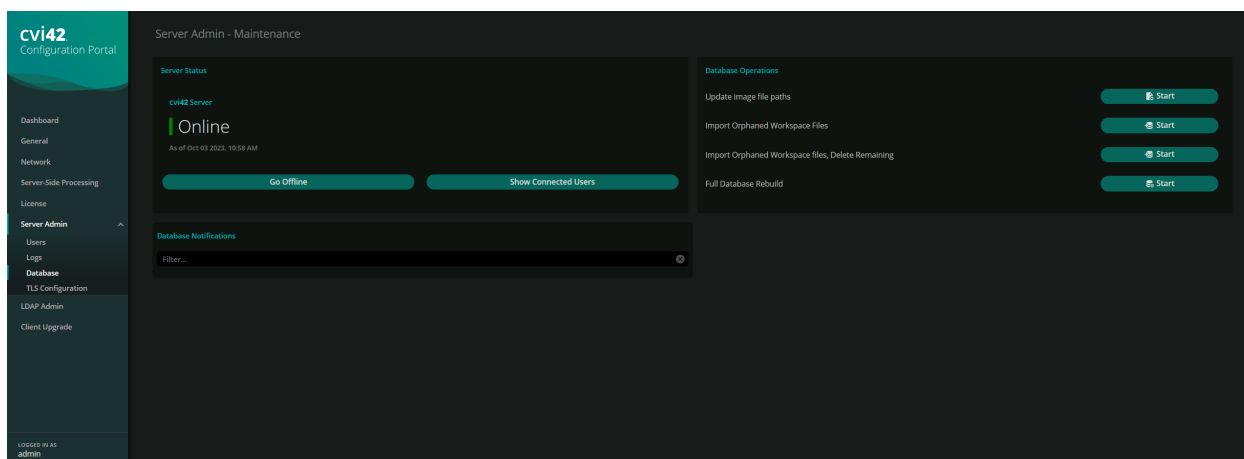 cvi42
Configuration Portal
Dashboard
General
Network
Server-Side Processing
License
Server Admin
Users
Logs
Database
TLS Configuration
LDAP Admin
Client Upgrade
LOGGED IN AS
admin
Server Admin - Maintenance
Server Status
cvi42 Server
Online
As of Oct 03 2023, 10:58 AM
Go Offline
Show Connected Users
Database Operations
Update image file paths
Start
Import Orphaned Workspace Files
Start
Import Orphaned Workspace files, Delete Remaining
Start
Full Database Rebuild
Start
Database Notifications
Filter...